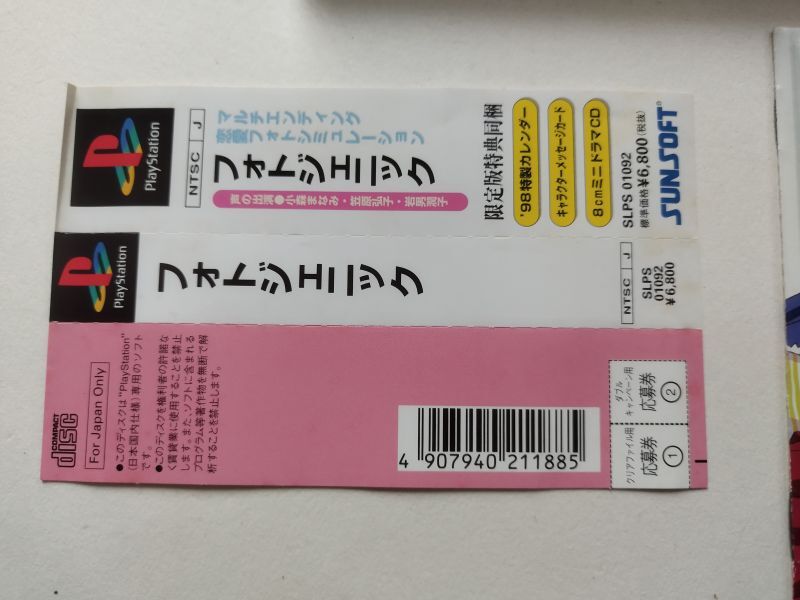 PlayStation
NTSC J
マルチエンディング
恋愛フォトシミュレーション
フォトジェニック
声の出演●小森まなみ・笠原弘子・岩男潤子
限定版特典同梱
'98特製カレンダー
キャラクターメッセージカード
8cmミニドラマCD
SLPS 01092
標準価格¥6,800(税抜)
SUNSOFT®
PlayStation
フォトジェニック
NTSC J
SLPS
01092
¥6,800
COMPACT
disc
For Japan Only
●このディスクは"PlayStation"
(日本国内仕様)専用のソフト
です。
●このディスクを権利者の許諾な
く賃貸業に使用することを禁止
します。また、ソフトに含まれる
プログラム等著作物を無断で解
析することを禁止します。
4 907940 211885
ダブル
キャンペーン用
応募券
②
クリアファイル用
応募券
①